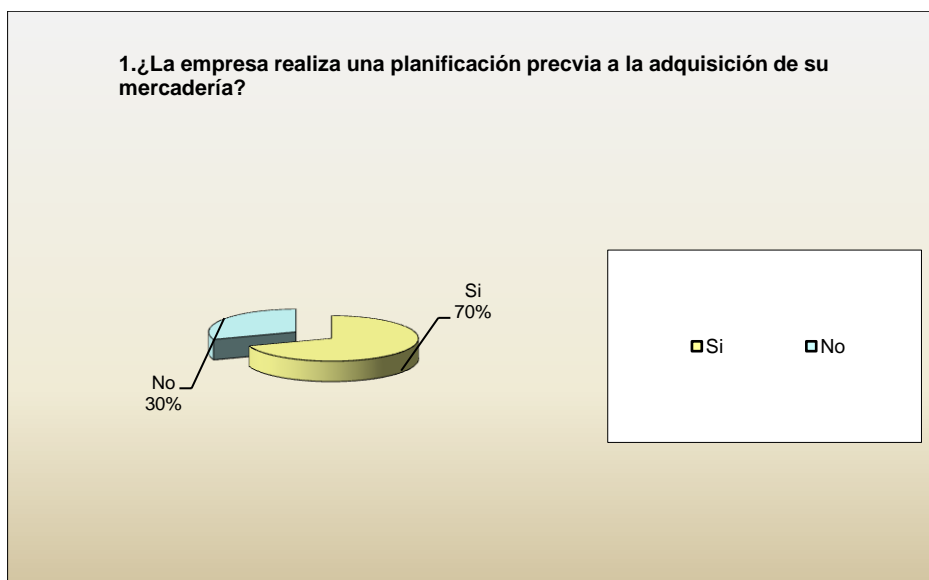 1.¿La empresa realiza una planificación precvia a la adquisición de su
mercadería?
Si
70%
No
30%
Si
No